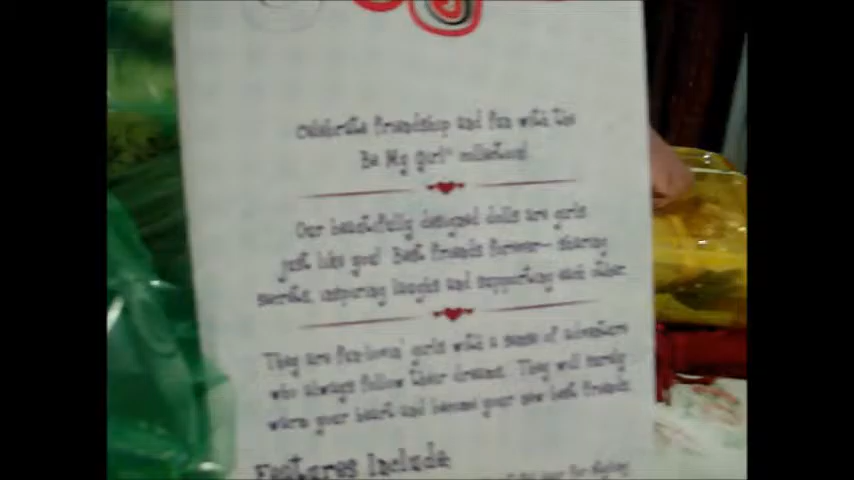 Celebrate friendship and fun with the
Be My Girl™ collection!
Our beautifully designed dolls are girls
just like you! Best friends forever— sharing
secrets, inspiring laughs and supporting each other.
They are fun-lovin' girls with a sense of adventure
who always follow their dreams. They will surely
warm your heart and become your new best friends.
Features Include: